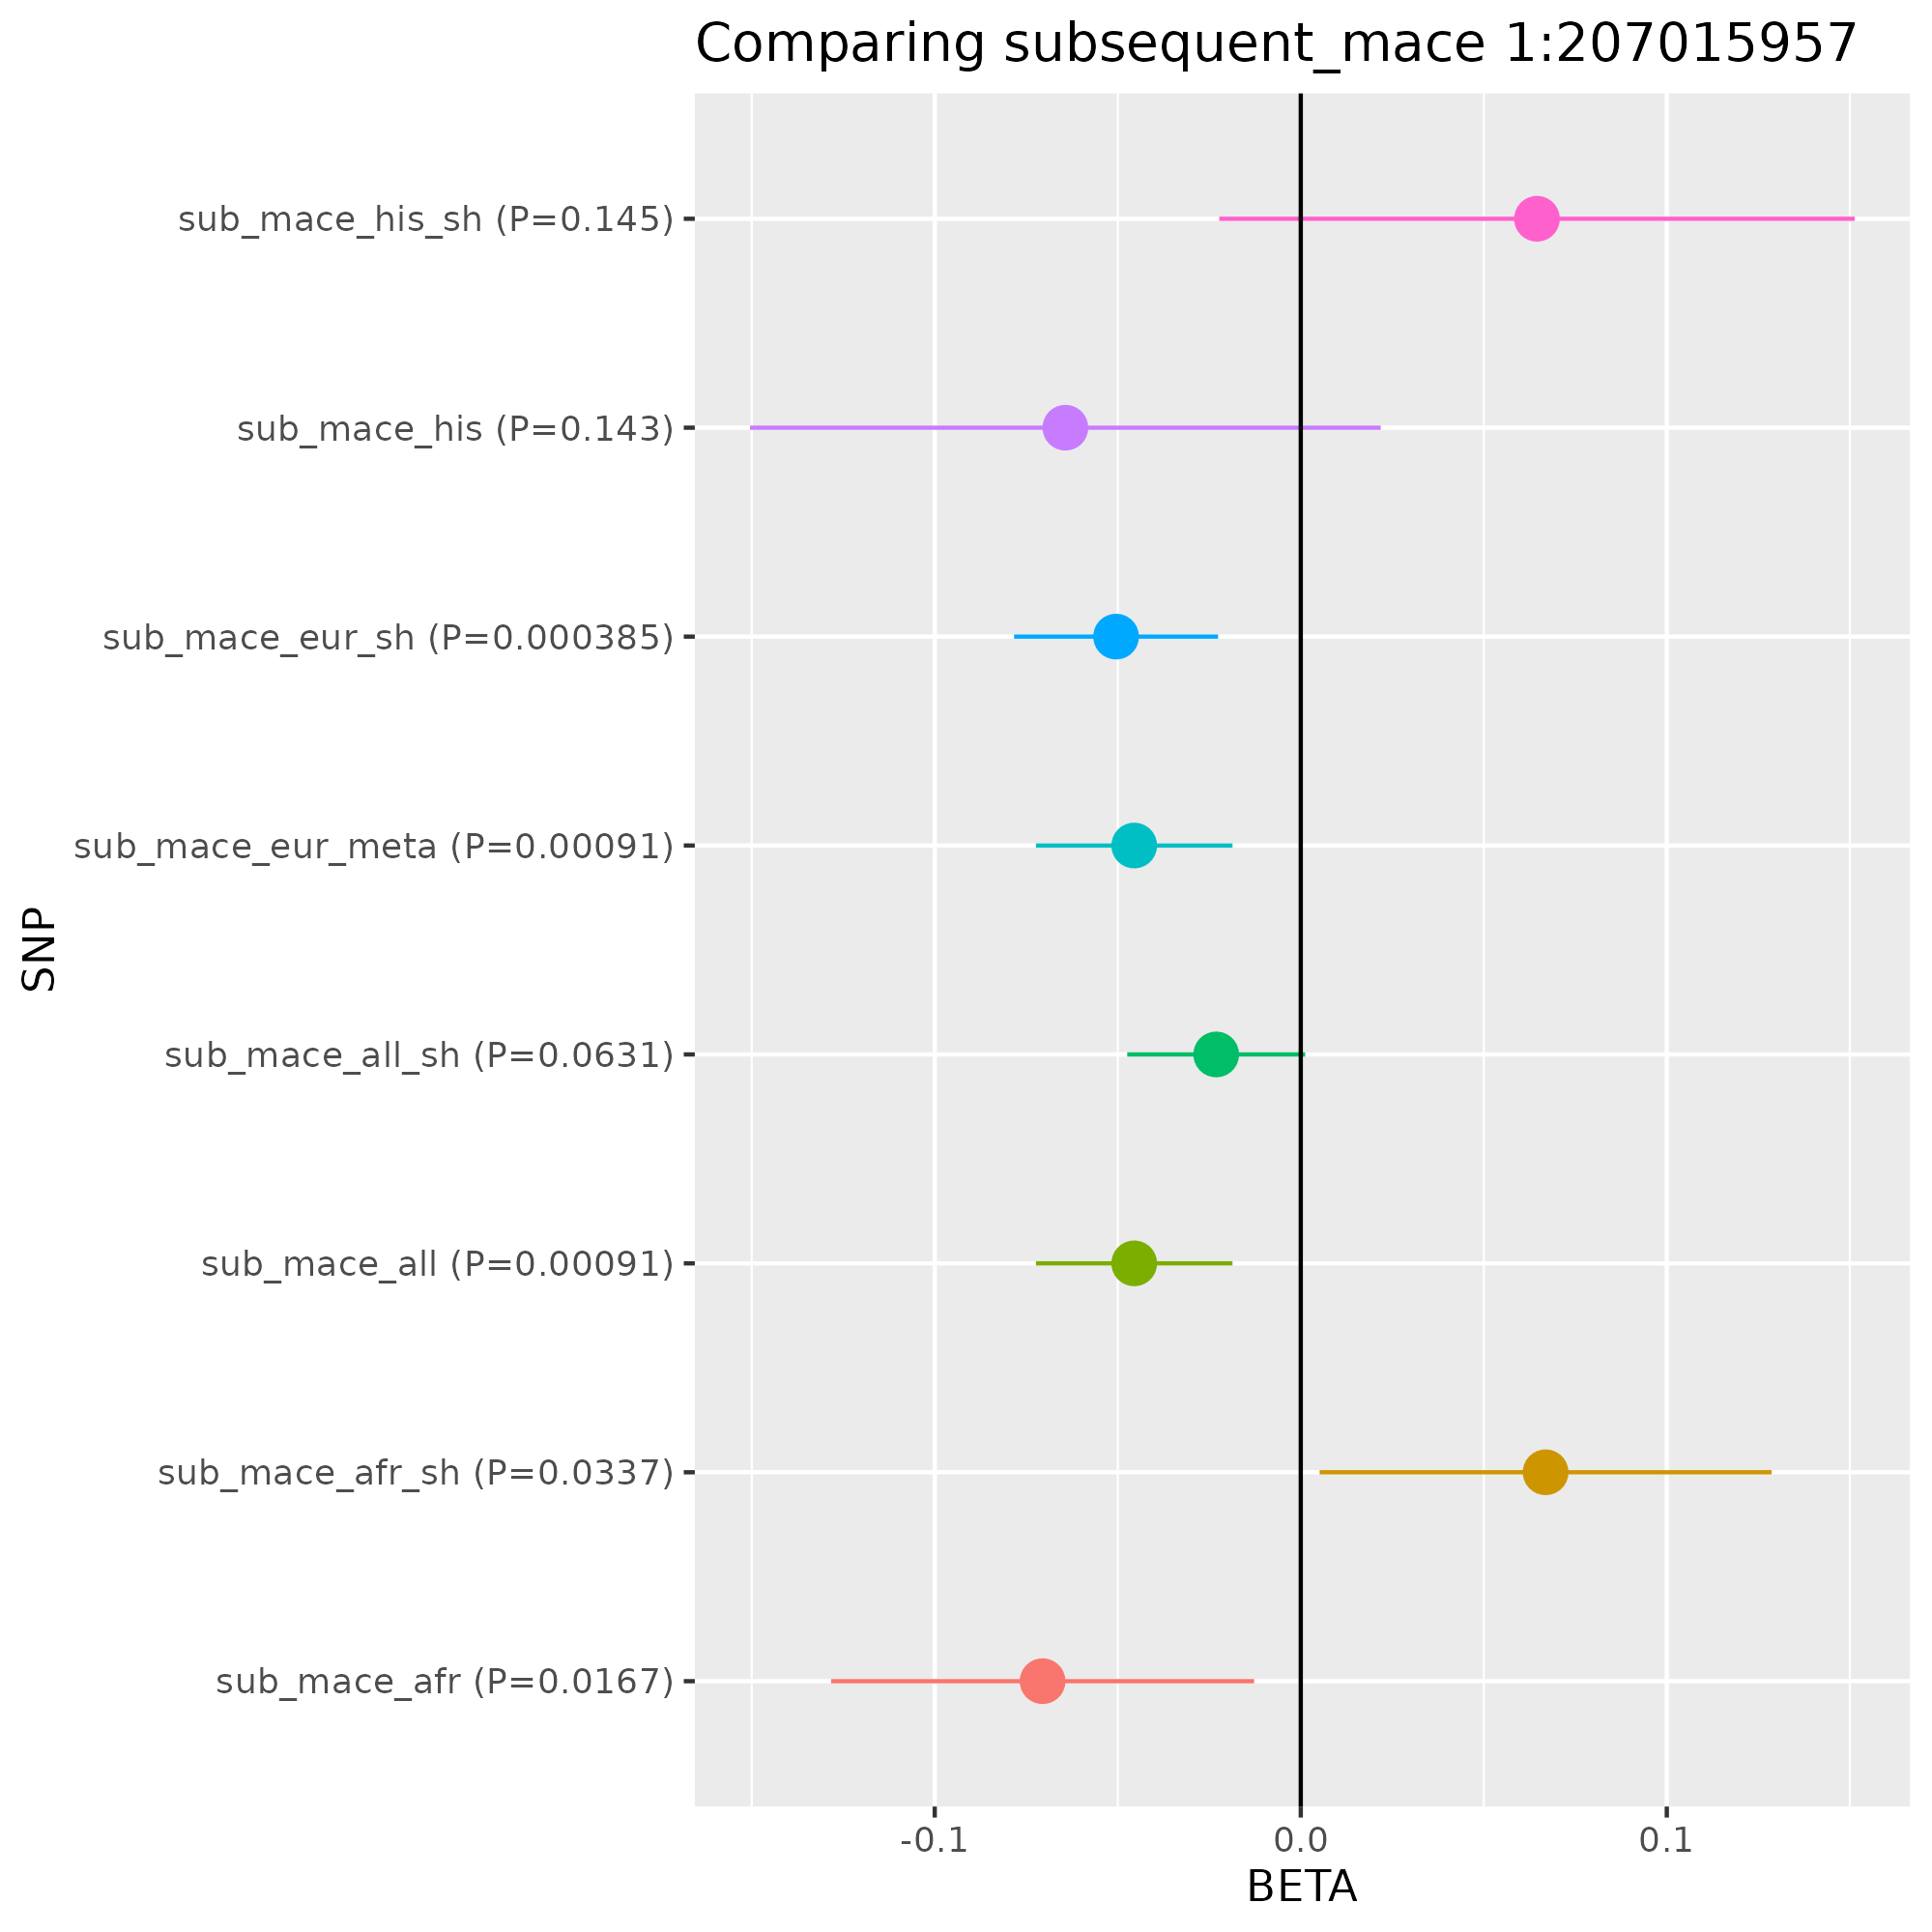 Comparing subsequent_mace 1:207015957
sub_mace_his_sh (P=0.145)
sub_mace_his (P=0.143)
sub_mace_eur_sh (P=0.000385)
sub_mace_eur_meta (P=0.00091)
SNP
sub_mace_all_sh (P=0.0631)
sub_mace_all (P=0.00091)
sub_mace_afr_sh (P=0.0337)
sub_mace_afr (P=0.0167)
-0.1 0.0 0.1
BETA